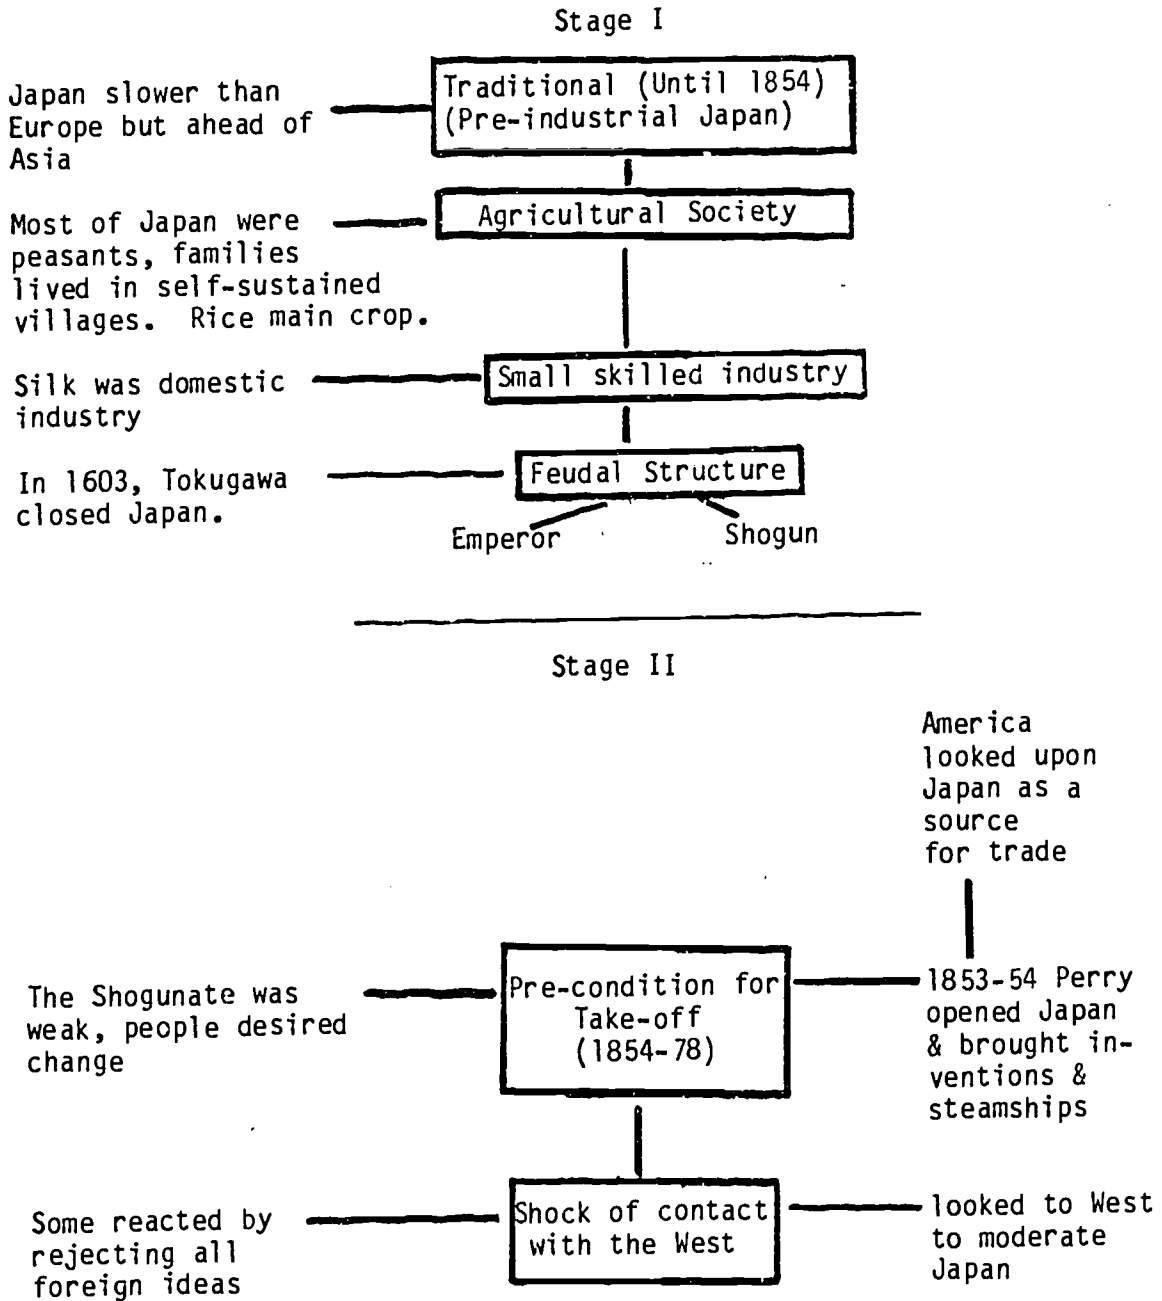 Stage I
Japan slower than
Europe but ahead of
Asia
Traditional (Until 1854)
(Pre-industrial Japan)
Most of Japan were
peasants, families
lived in self-sustained
villages. Rice main crop.
Agricultural Society
Silk was domestic
industry
Small skilled industry
In 1603, Tokugawa
closed Japan.
Feudal Structure
Emperor
Shogun
Stage II
America
looked upon
Japan as a
source
for trade
The Shogunate was
weak, people desired
change
Pre-condition for
Take-off
(1854-78)
1853-54 Perry
opened Japan
& brought in-
ventions &
steamships
Some reacted by
rejecting all
foreign ideas
Shock of contact
with the West
looked to West
to moderate
Japan